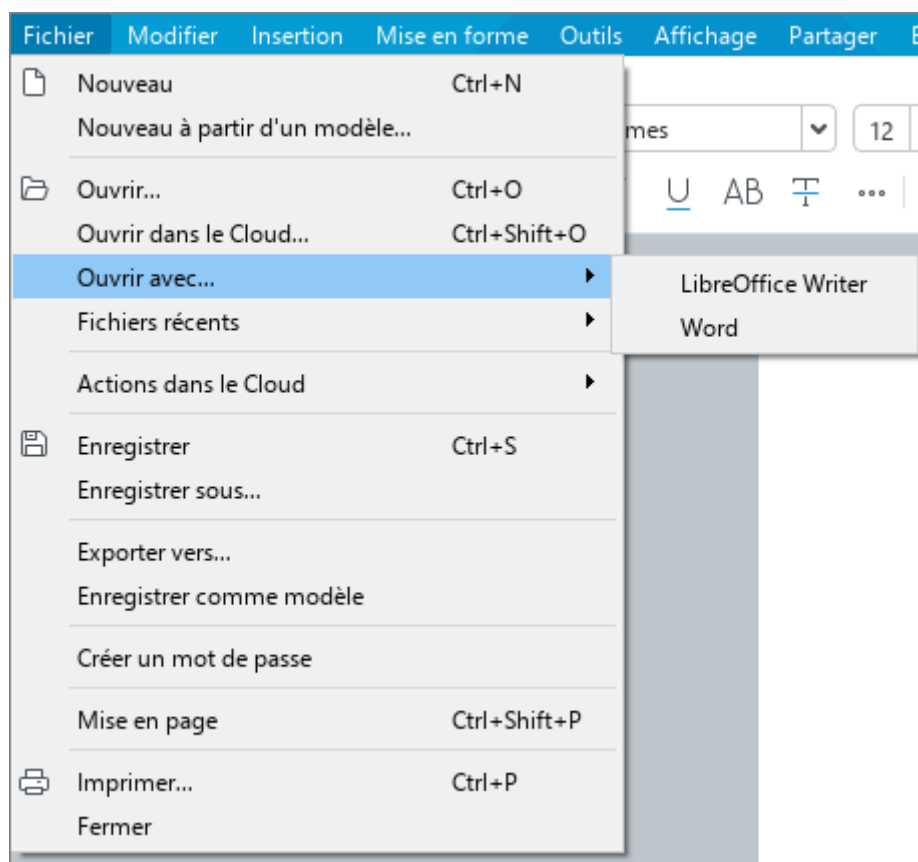 Fichier Modifier Insertion Mise en forme Outils Affichage Partager
Nouveau Ctrl+N
Nouveau à partir d'un modèle...
mes 12
Ouvrir... Ctrl+O
U AB T
Ouvrir dans le Cloud... Ctrl+Shift+O
Ouvrir avec...
LibreOffice Writer
Fichiers récents
Word
Actions dans le Cloud
Enregistrer Ctrl+S
Enregistrer sous...
Exporter vers...
Enregistrer comme modèle
Créer un mot de passe
Mise en page Ctrl+Shift+P
Imprimer... Ctrl+P
Fermer